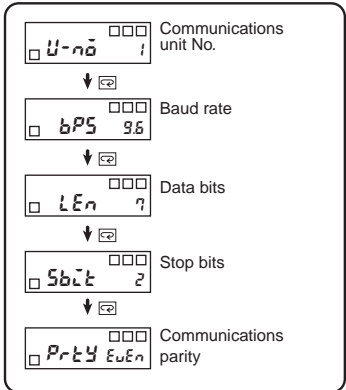 U-no 1
Communications
unit No.
bPS 9.6
Baud rate
LEn 7
Data bits
Sbit 2
Stop bits
PrtY EvEn
Communications
parity